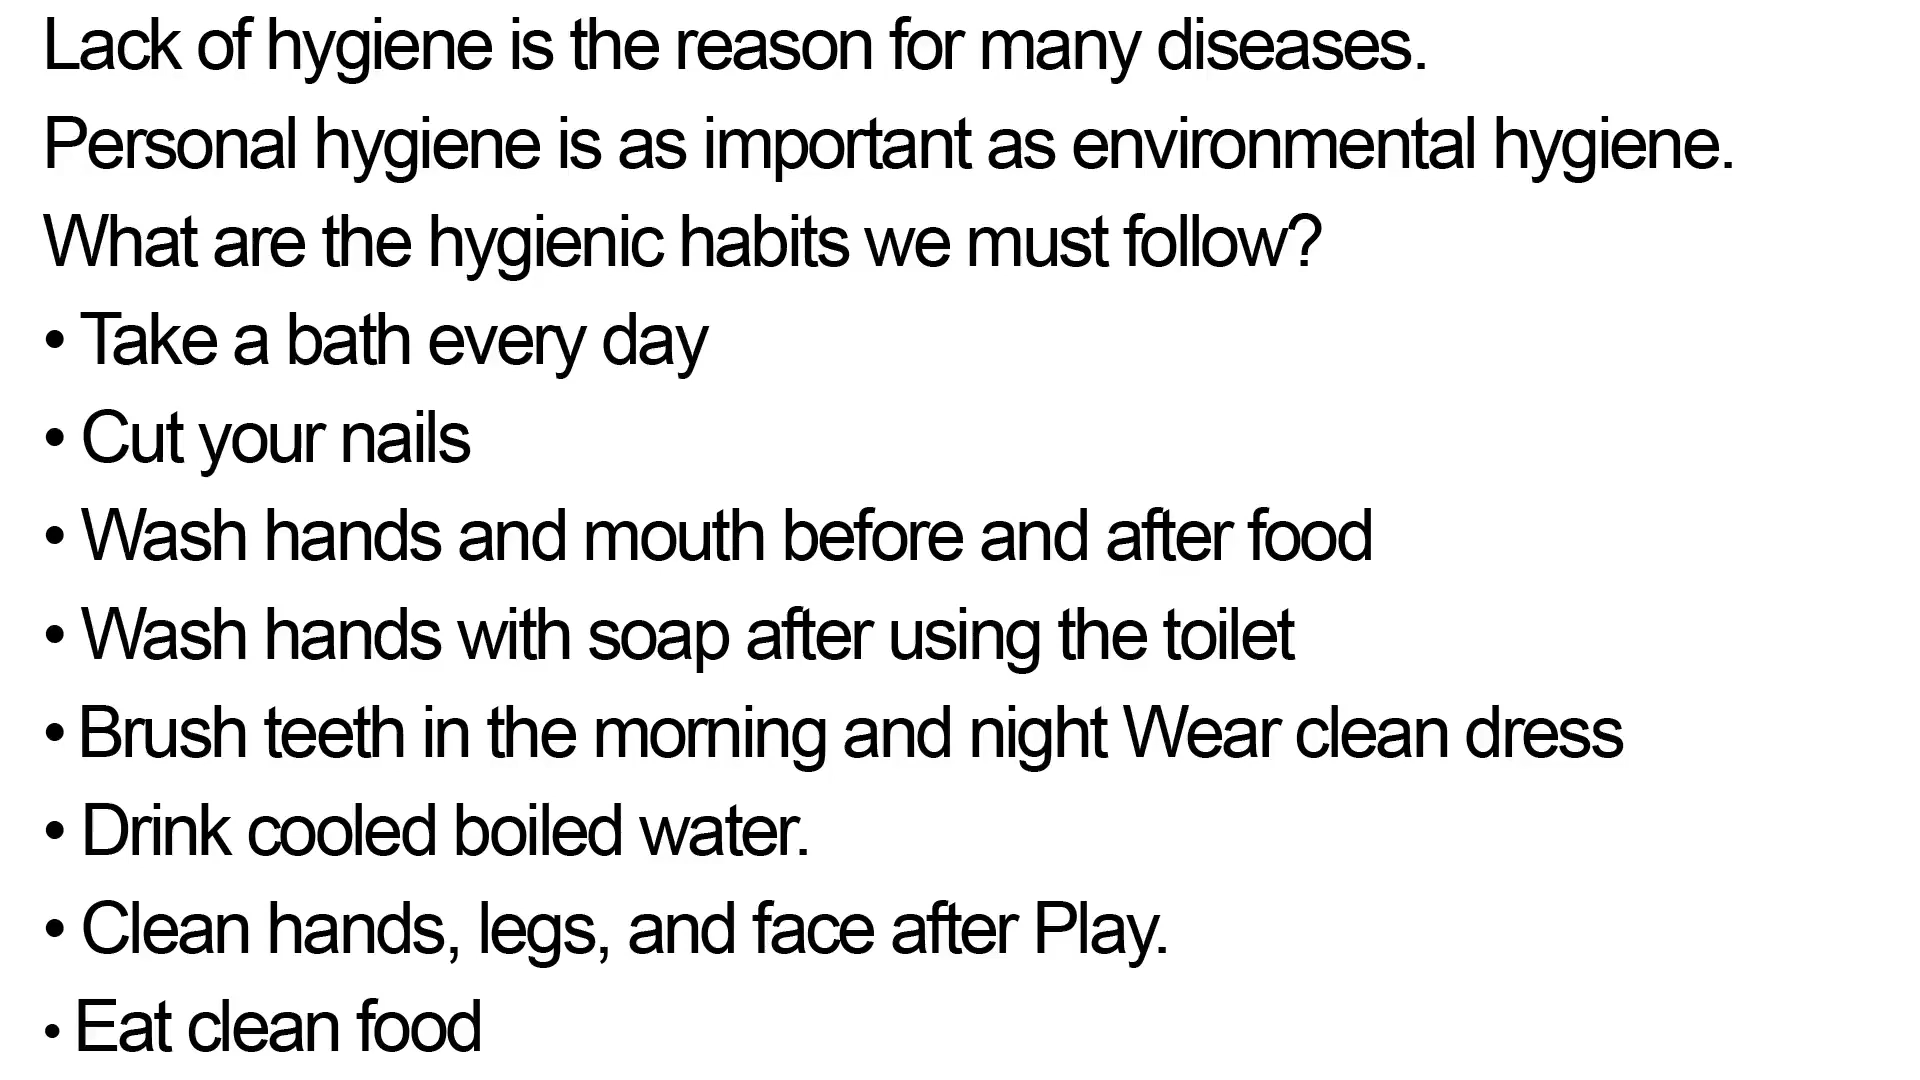 Lack of hygiene is the reason for many diseases.
Personal hygiene is as important as environmental hygiene.
What are the hygienic habits we must follow?
• Take a bath every day
• Cut your nails
• Wash hands and mouth before and after food
• Wash hands with soap after using the toilet
• Brush teeth in the morning and night Wear clean dress
• Drink cooled boiled water.
• Clean hands, legs, and face after Play.
• Eat clean food